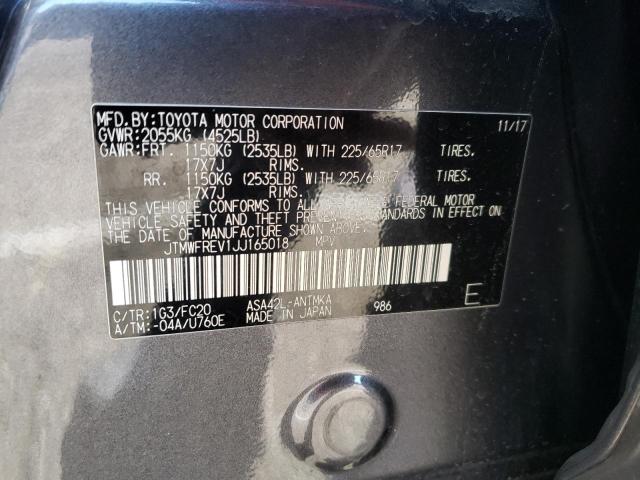 MFD.BY:TOYOTA MOTOR CORPORATION 11/17
GVWR:2055KG (4525LB)
GAWR:FRT. 1150KG (2535LB) WITH 225/65R17 TIRES.
17X7J RIMS.
RR. 1150KG (2535LB) WITH 225/65R17 TIRES.
17X7J RIMS.
THIS VEHICLE CONFORMS TO ALL APPLICABLE FEDERAL MOTOR
VEHICLE SAFETY AND THEFT PREVENTION STANDARDS IN EFFECT ON
THE DATE OF MANUFACTURE SHOWN ABOVE.
JTMWFREV1JJ165018 MPV
C/TR:1G3/FC20 ASA42L-ANTMKA 986 E
A/TM:-04A/U760E MADE IN JAPAN